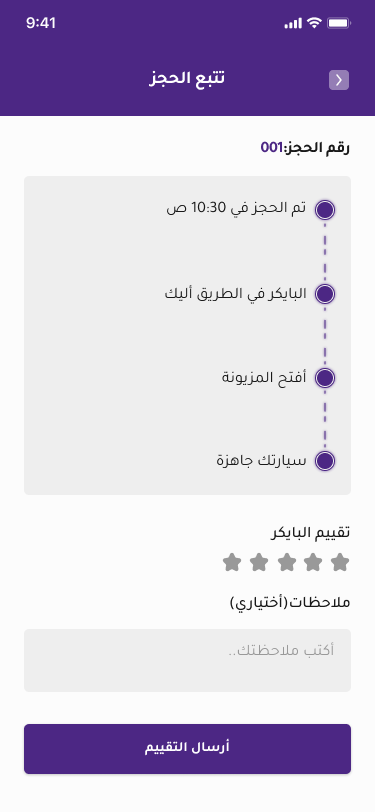 9:41
تتبع الحجز
رقم الحجز:001
تم الحجز في 10:30 ص
البايكر في الطريق أليك
أفتح المزيونة
سيارتك جاهزة
تقييم البايكر
ملاحظات(أختياري)
أكتب ملاحظتك..
أرسال التقييم